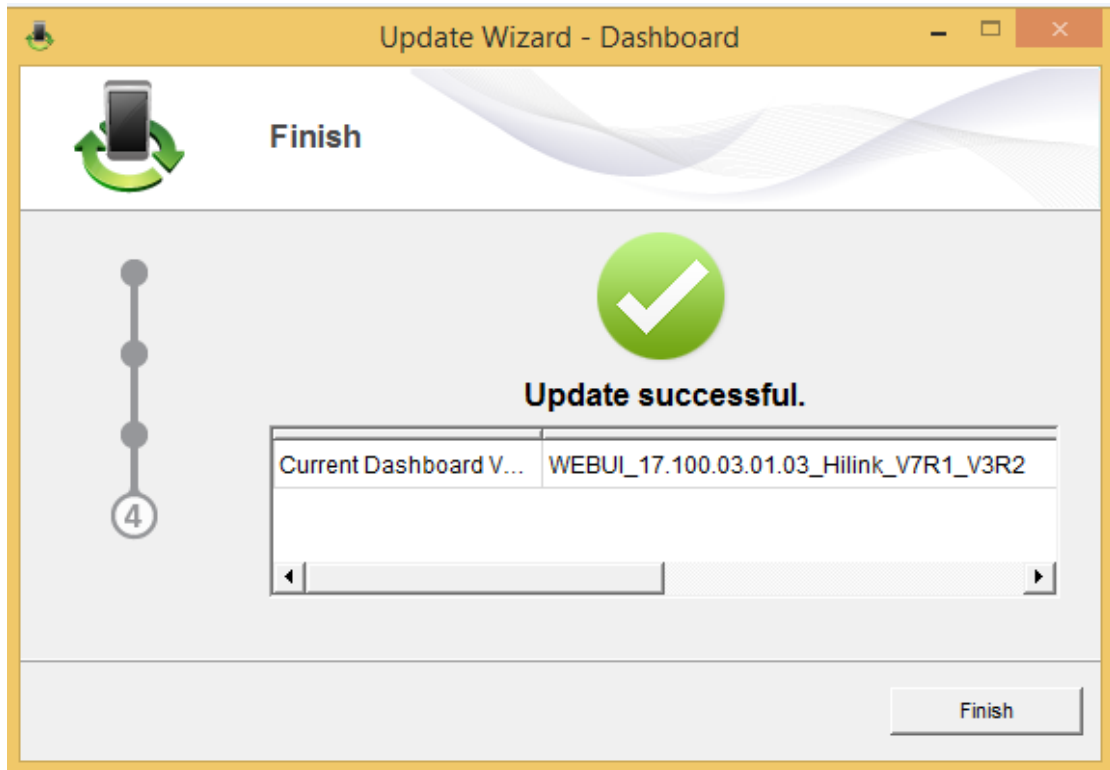 Update Wizard - Dashboard
Finish
Update successful.
Current Dashboard V... WEBUI_17.100.03.01.03_Hilink_V7R1_V3R2
4
Finish